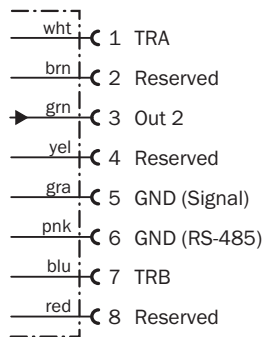 wht 1 TRA
brn 2 Reserved
grn 3 Out 2
yel 4 Reserved
gra 5 GND (Signal)
pnk 6 GND (RS-485)
blu 7 TRB
red 8 Reserved